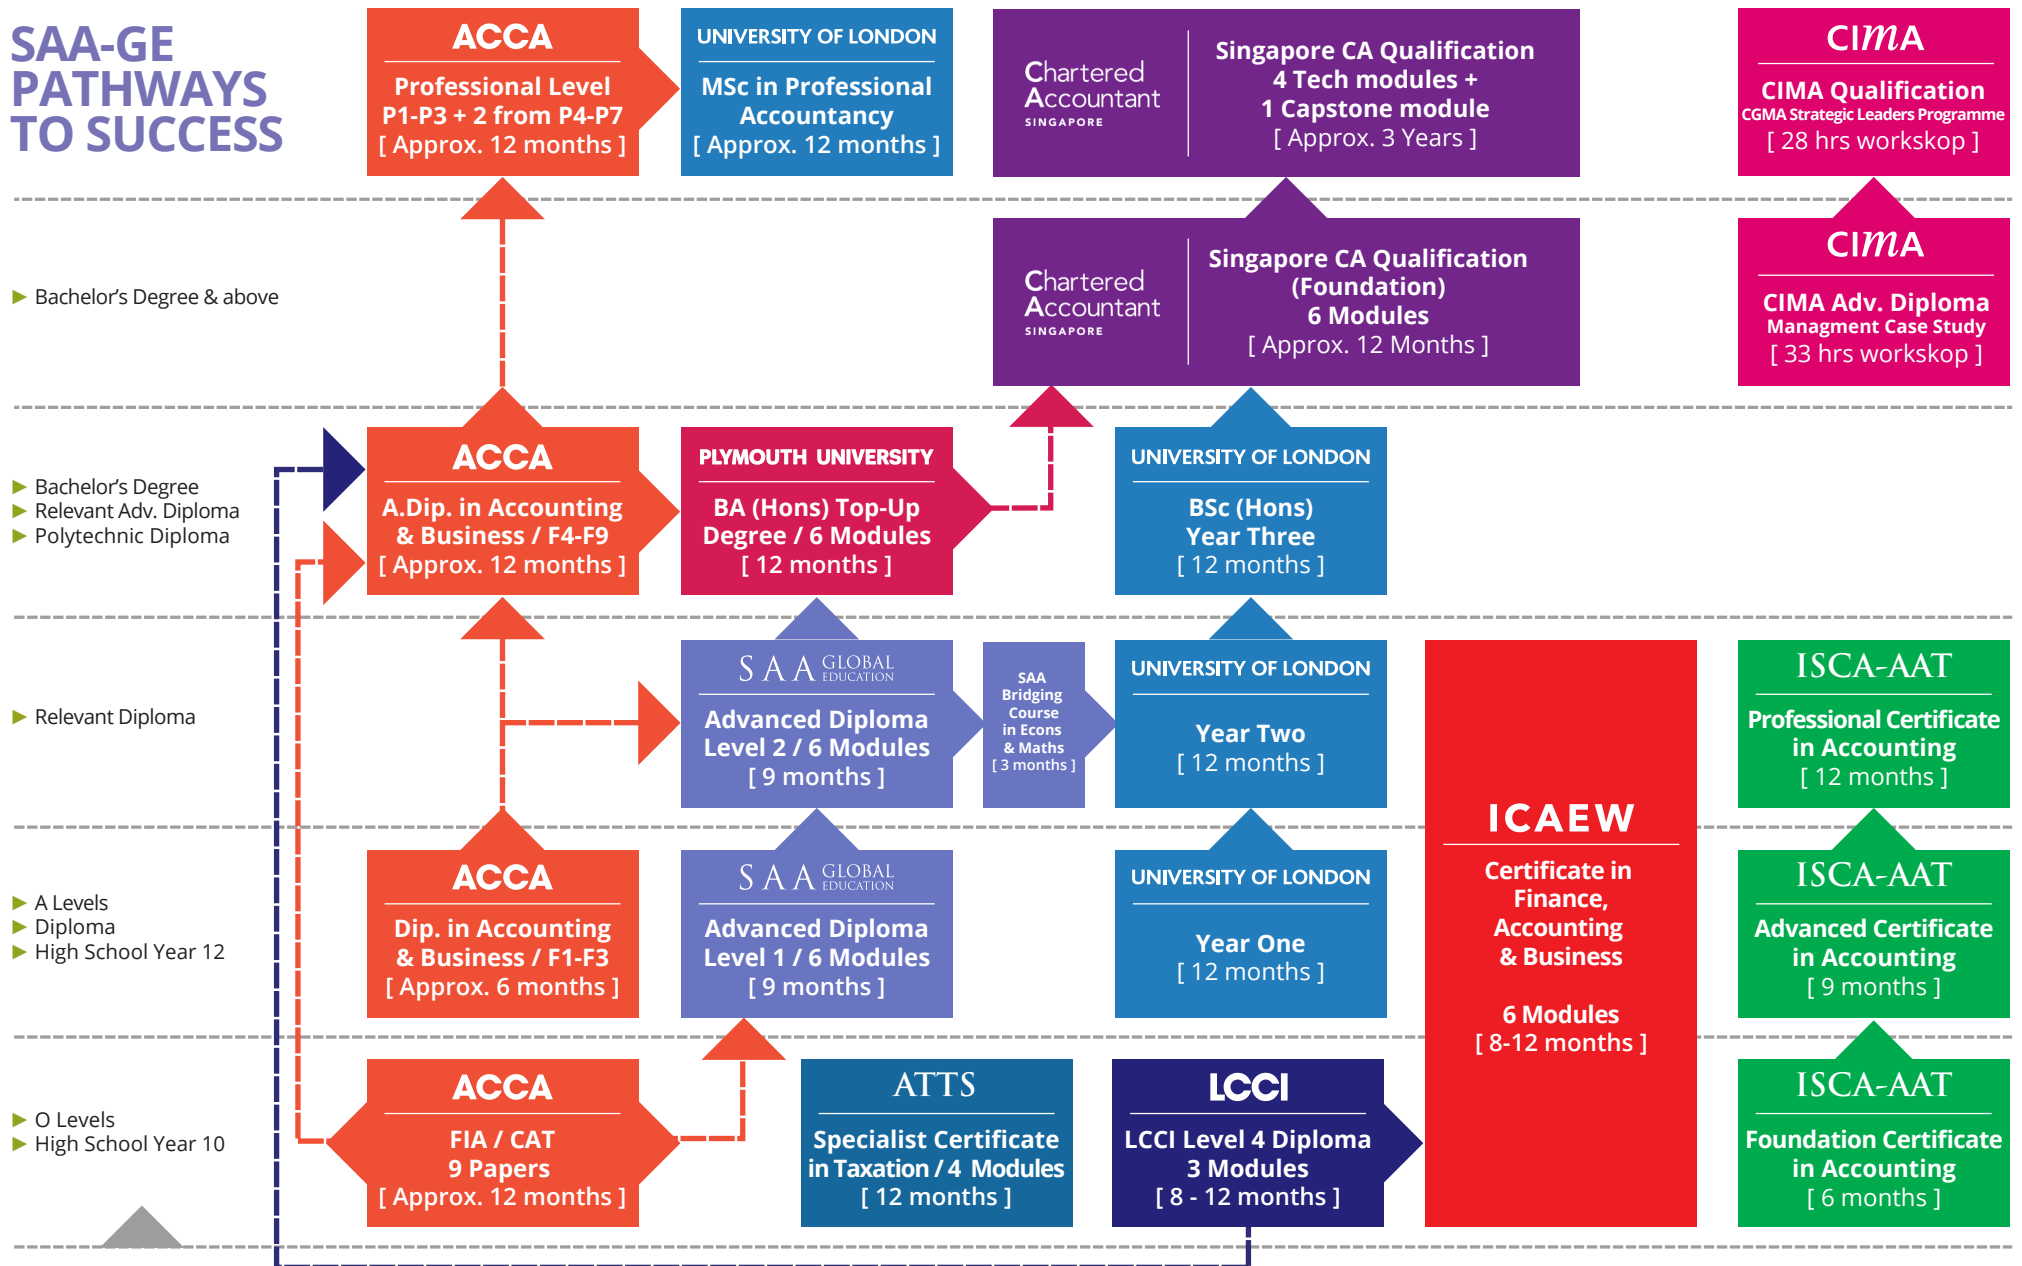 SAA-GE
PATHWAYS
TO SUCCESS
ACCA
Professional Level
P1-P3 + 2 from P4-P7
[ Approx. 12 months ]
UNIVERSITY OF LONDON
MSc in Professional
Accountancy
[ Approx. 12 months ]
Chartered
Accountant
SINGAPORE
Singapore CA Qualification
4 Tech modules +
1 Capstone module
[ Approx. 3 Years ]
CIMA
CIMA Qualification
CGMA Strategic Leaders Programme
[ 28 hrs workskop ]
Bachelor's Degree & above
Chartered
Accountant
SINGAPORE
Singapore CA Qualification
(Foundation)
6 Modules
[ Approx. 12 Months ]
CIMA
CIMA Adv. Diploma
Managment Case Study
[ 33 hrs workskop ]
Bachelor's Degree
Relevant Adv. Diploma
Polytechnic Diploma
ACCA
A.Dip. in Accounting
& Business / F4-F9
[ Approx. 12 months ]
PLYMOUTH UNIVERSITY
BA (Hons) Top-Up
Degree / 6 Modules
[ 12 months ]
UNIVERSITY OF LONDON
BSc (Hons)
Year Three
[ 12 months ]
Relevant Diploma
SAA GLOBAL
EDUCATION
Advanced Diploma
Level 2 / 6 Modules
[ 9 months ]
SAA
Bridging
Course
in Econs
& Maths
[ 3 months ]
UNIVERSITY OF LONDON
Year Two
[ 12 months ]
ICAEW
Certificate in
Finance,
Accounting
& Business
6 Modules
[ 8-12 months ]
ISCA-AAT
Professional Certificate
in Accounting
[ 12 months ]
A Levels
Diploma
High School Year 12
ACCA
Dip. in Accounting
& Business / F1-F3
[ Approx. 6 months ]
SAA GLOBAL
EDUCATION
Advanced Diploma
Level 1 / 6 Modules
[ 9 months ]
UNIVERSITY OF LONDON
Year One
[ 12 months ]
ISCA-AAT
Advanced Certificate
in Accounting
[ 9 months ]
O Levels
High School Year 10
ACCA
FIA / CAT
9 Papers
[ Approx. 12 months ]
ATTS
Specialist Certificate
in Taxation / 4 Modules
[ 12 months ]
LCCI
LCCI Level 4 Diploma
3 Modules
[ 8 - 12 months ]
ISCA-AAT
Foundation Certificate
in Accounting
[ 6 months ]